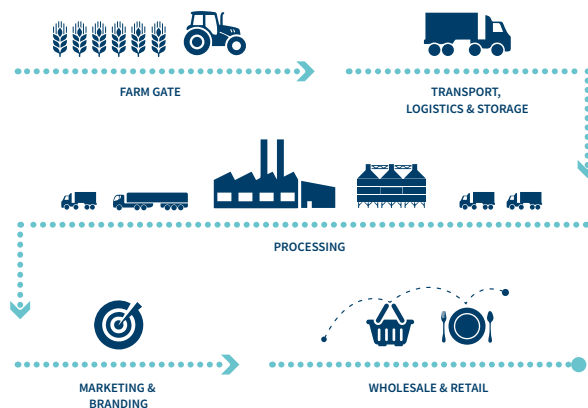 FARM GATE
TRANSPORT,
LOGISTICS & STORAGE
PROCESSING
MARKETING &
BRANDING
WHOLESALE & RETAIL